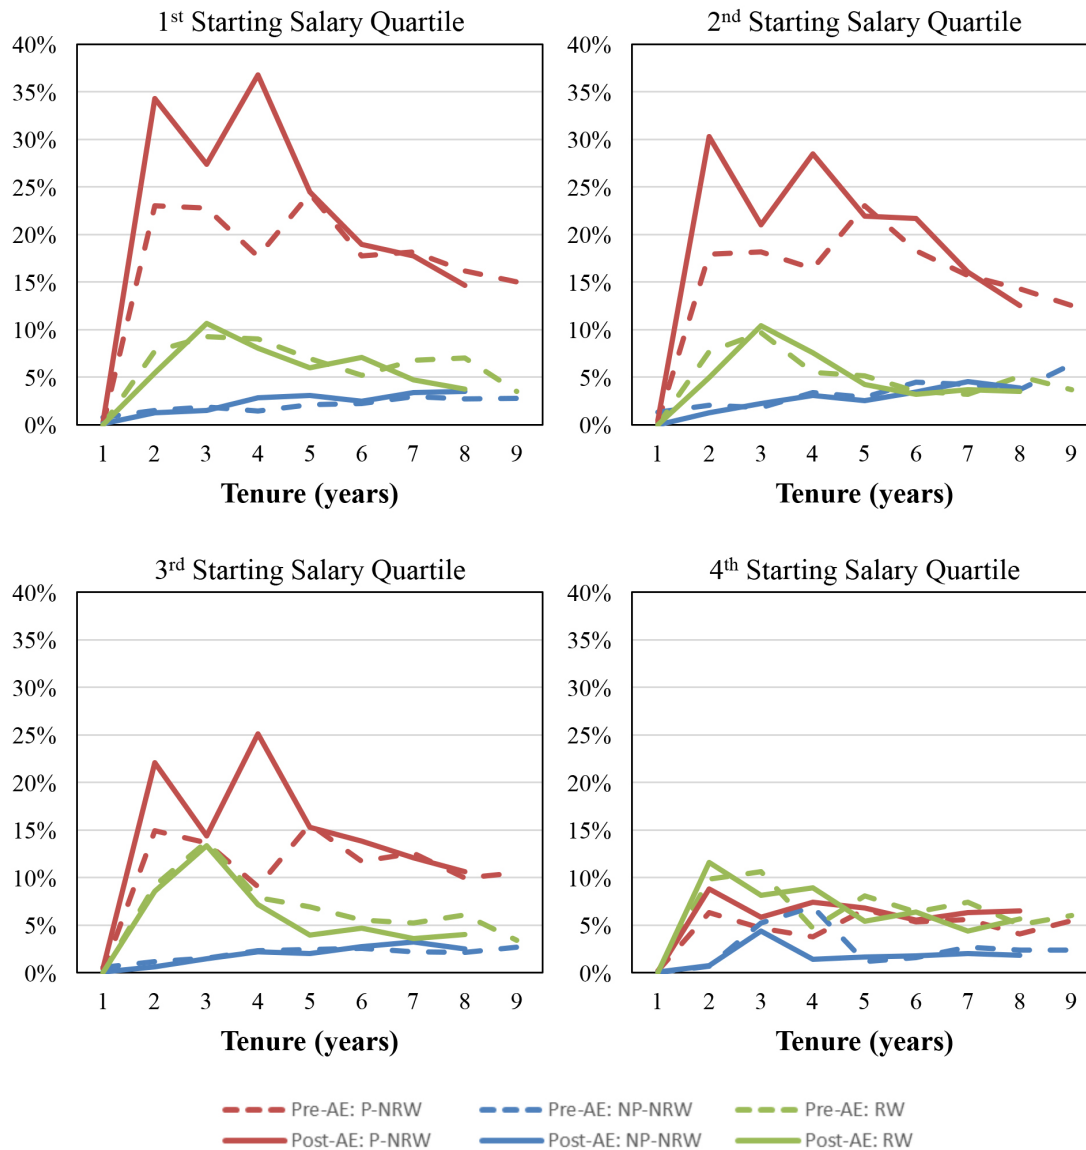 1st Starting Salary Quartile
40%
35%
30%
25%
20%
15%
10%
5%
0%
1 2 3 4 5 6 7 8 9
Tenure (years)
2nd Starting Salary Quartile
40%
35%
30%
25%
20%
15%
10%
5%
0%
1 2 3 4 5 6 7 8 9
Tenure (years)
3rd Starting Salary Quartile
40%
35%
30%
25%
20%
15%
10%
5%
0%
1 2 3 4 5 6 7 8 9
Tenure (years)
4th Starting Salary Quartile
40%
35%
30%
25%
20%
15%
10%
5%
0%
1 2 3 4 5 6 7 8 9
Tenure (years)
Pre-AE: P-NRW Pre-AE: NP-NRW Pre-AE: RW
Post-AE: P-NRW Post-AE: NP-NRW Post-AE: RW